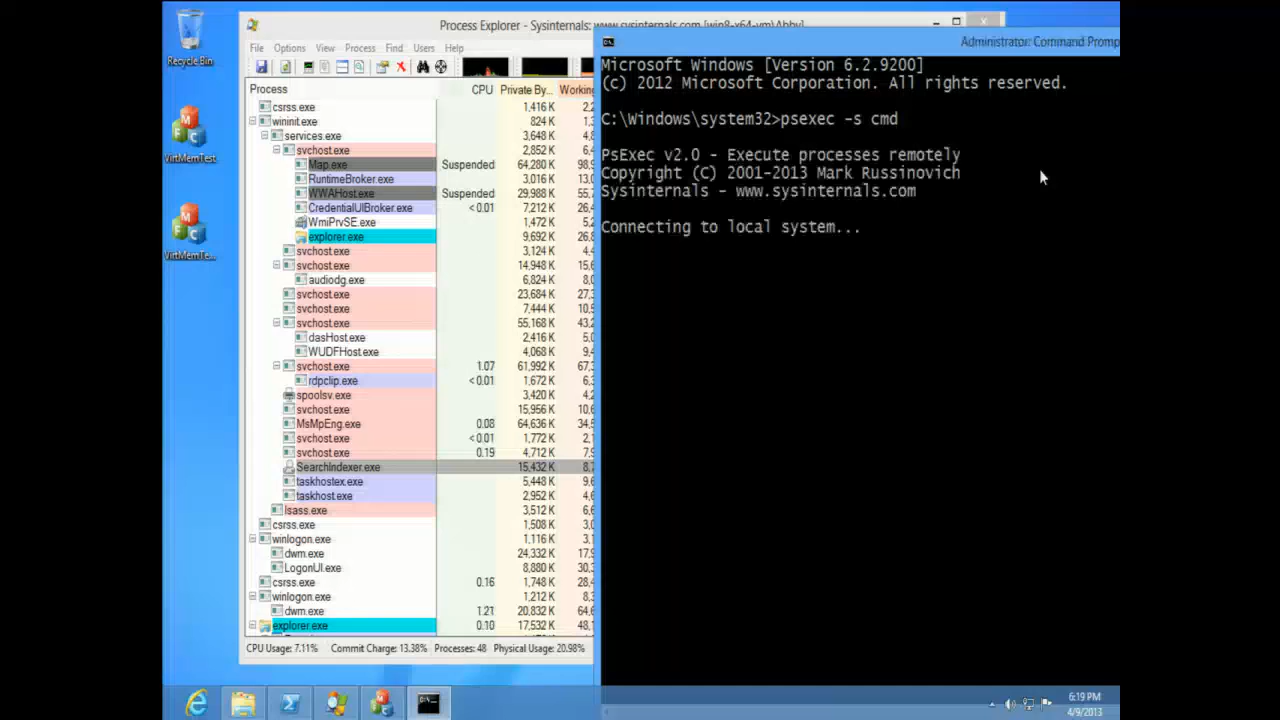 Recycle Bin
VirtMemTest
VirtMemTe...
Process Explorer - Sysinternals: www.sysinternals.com [win8-x64-vm\Abby]
File Options View Process Find Users Help
Process CPU Private By... Working
csrss.exe 1,416 K
wininit.exe 824 K
services.exe 3,648 K
svchost.exe 2,852 K
Map.exe Suspended 64,280 K
RuntimeBroker.exe 3,016 K
WWAHost.exe Suspended 29,988 K
CredentialUIBroker.exe < 0.01 7,212 K
WmiPrvSE.exe 1,472 K
explorer.exe 9,692 K
svchost.exe 3,124 K
svchost.exe 14,948 K
audiodg.exe 6,824 K
svchost.exe 23,684 K
svchost.exe 7,444 K
svchost.exe 55,168 K
dasHost.exe 2,416 K
WUDFHost.exe 4,068 K
svchost.exe 1.07 61,992 K
rdpclip.exe < 0.01 1,672 K
spoolsv.exe 3,420 K
svchost.exe 15,956 K
MsMpEng.exe 0.08 64,636 K
svchost.exe < 0.01 1,772 K
svchost.exe 0.19 4,712 K
SearchIndexer.exe 15,432 K
taskhostex.exe 5,448 K
taskhost.exe 2,952 K
lsass.exe 3,512 K
csrss.exe 1,508 K
winlogon.exe 1,116 K
dwm.exe 24,332 K
LogonUI.exe 8,880 K
csrss.exe 0.16 1,748 K
winlogon.exe 1,212 K
dwm.exe 1.21 20,832 K
explorer.exe 0.10 17,532 K
CPU Usage: 7.11% Commit Charge: 13.38% Processes: 48 Physical Usage: 20.98%
Administrator: Command Promp
Microsoft Windows [Version 6.2.9200]
(c) 2012 Microsoft Corporation. All rights reserved.
C:\Windows\system32>psexec -s cmd
PsExec v2.0 - Execute processes remotely
Copyright (C) 2001-2013 Mark Russinovich
Sysinternals - www.sysinternals.com
Connecting to local system...
6:19 PM
4/9/2013